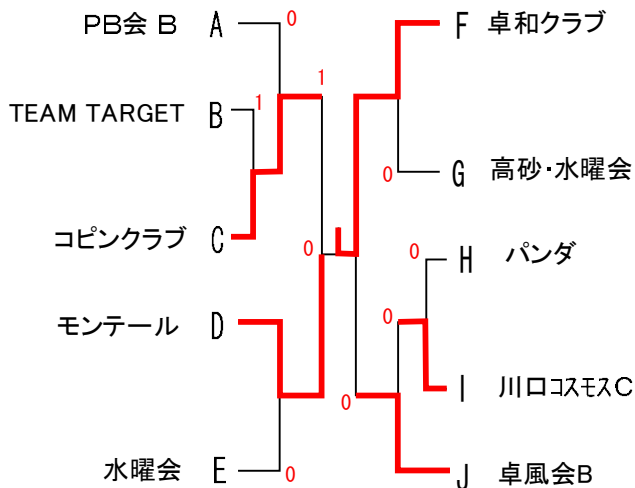 PB会 B A 0
TEAM TARGET B 1
1
コピンクラブ C
0
モンテール D
水曜会 E 0
F 卓和クラブ
0 G 高砂・水曜会
0 H パンダ
0
I 川口コスモスC
0
J 卓風会B